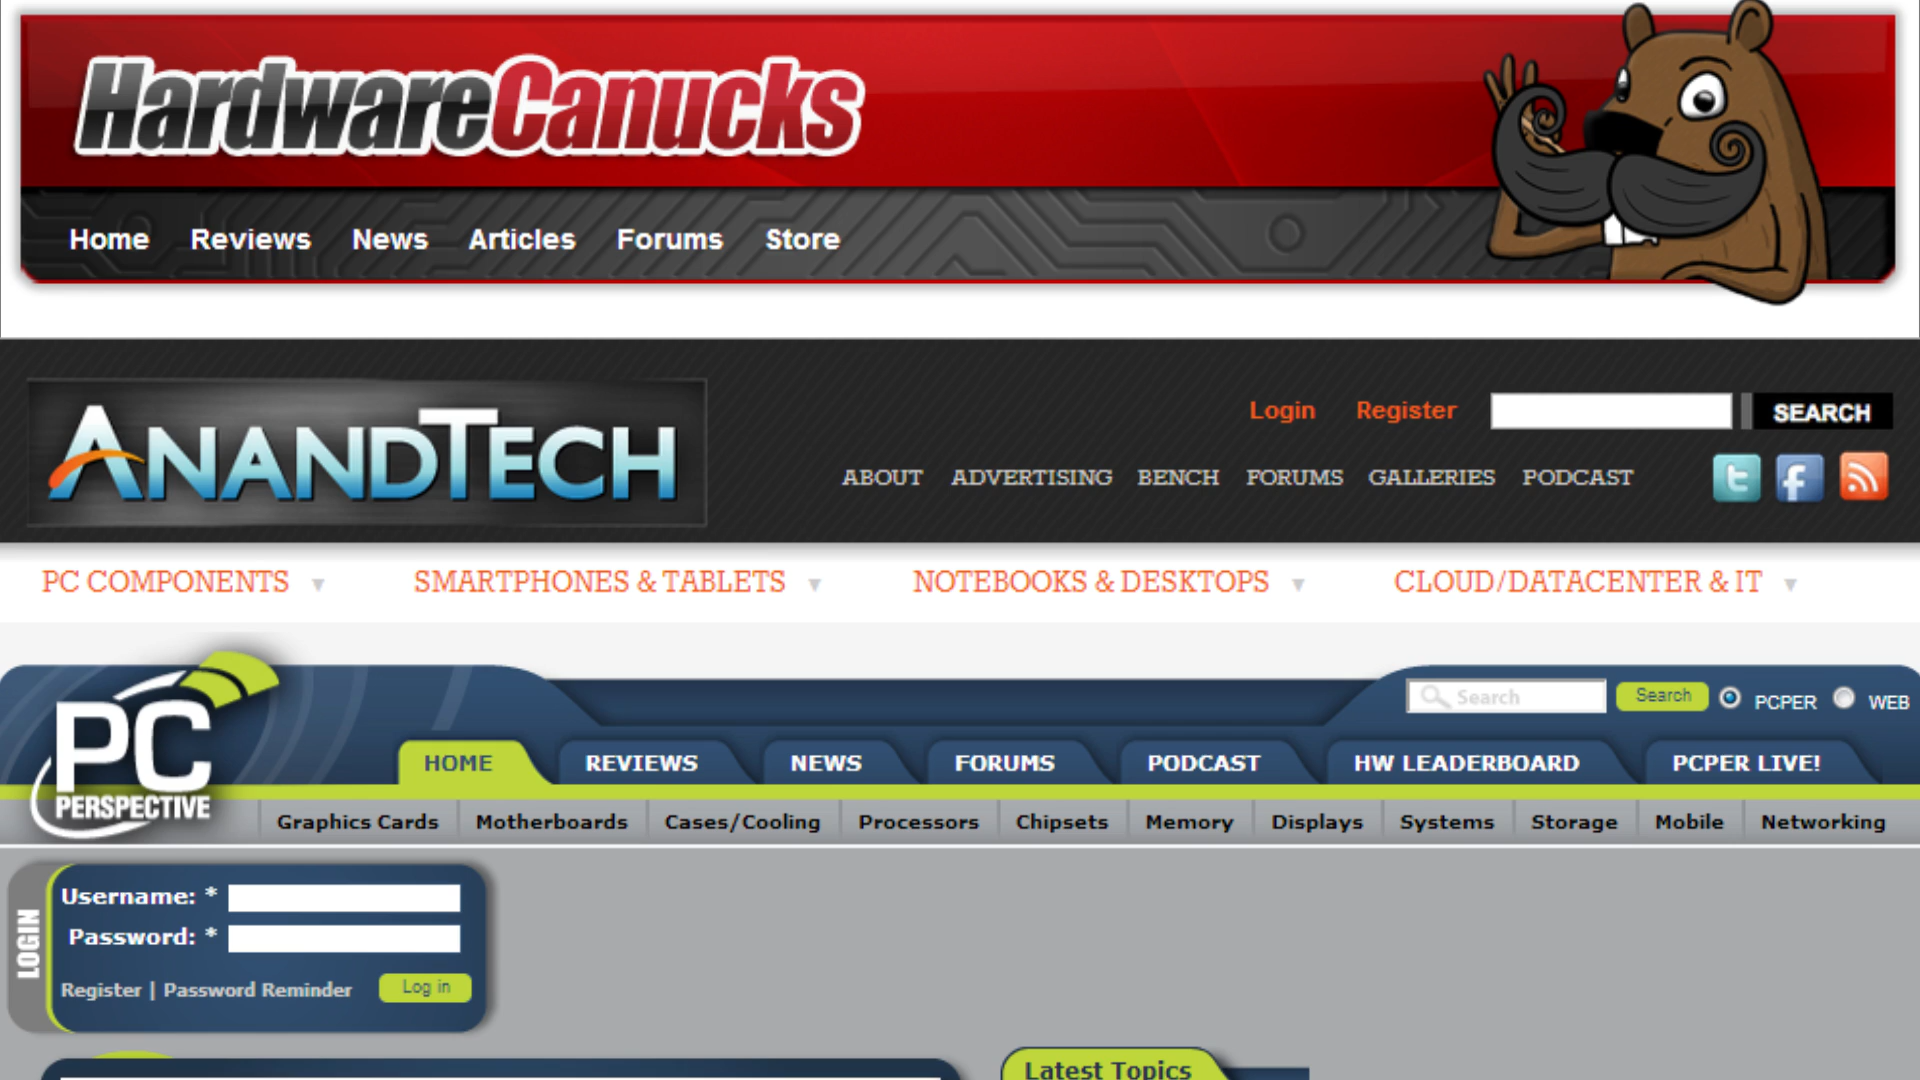 HardwareCanucks
Home Reviews News Articles Forums Store
ANANDTECH
Login Register SEARCH
ABOUT ADVERTISING BENCH FORUMS GALLERIES PODCAST
PC COMPONENTS SMARTPHONES & TABLETS NOTEBOOKS & DESKTOPS CLOUD/DATACENTER & IT
PC
PERSPECTIVE
Search Search PCPER WEB
HOME REVIEWS NEWS FORUMS PODCAST HW LEADERBOARD PCPER LIVE!
Graphics Cards Motherboards Cases/Cooling Processors Chipsets Memory Displays Systems Storage Mobile Networking
LOGIN
Username: *
Password: *
Register | Password Reminder Log in
Latest Topics